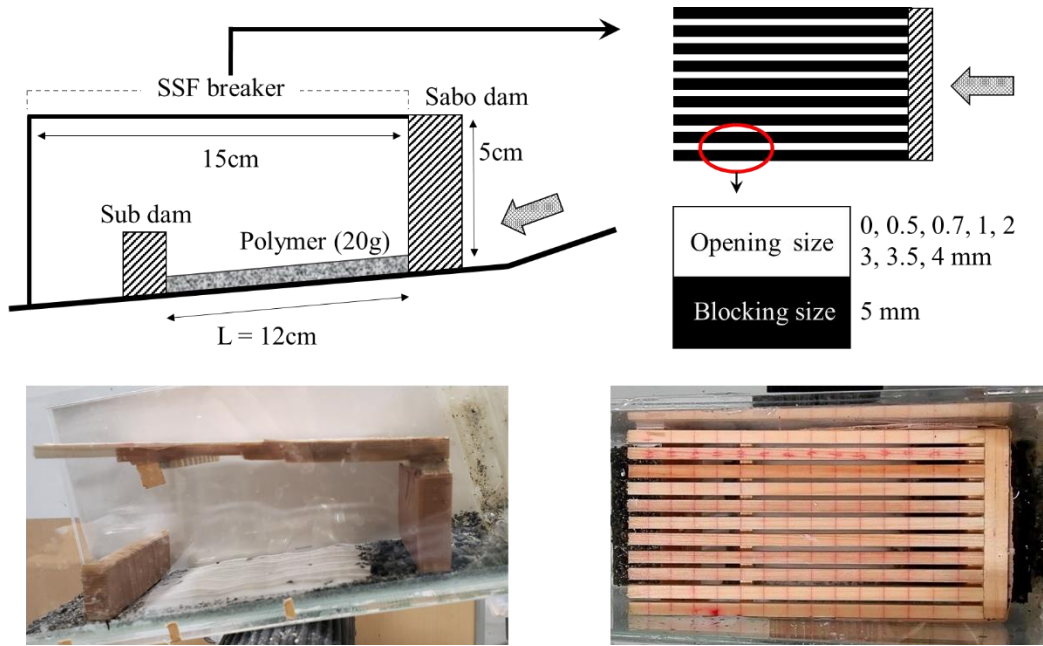 SSF breaker
Sabo dam
15cm
5cm
Sub dam
Polymer (20g)
L = 12cm
Opening size
0, 0.5, 0.7, 1, 2
3, 3.5, 4 mm
Blocking size
5 mm